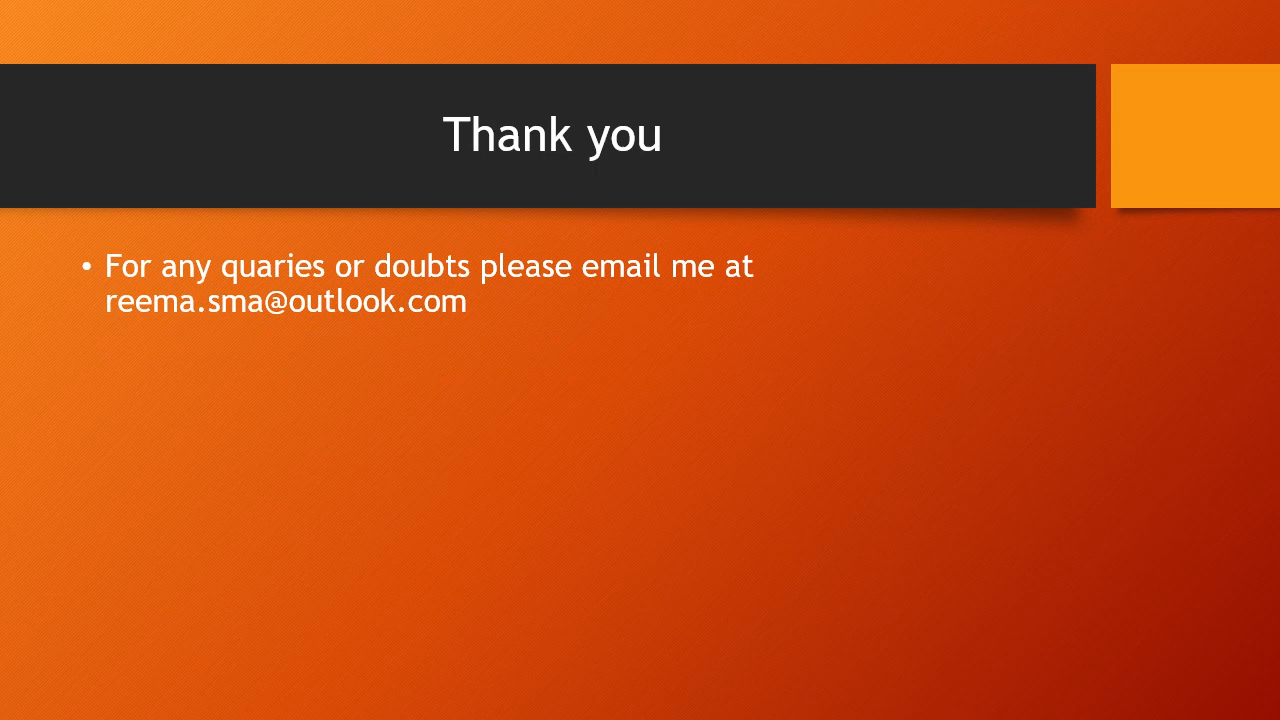 Thank you
• For any quaries or doubts please email me at
reema.sma@outlook.com